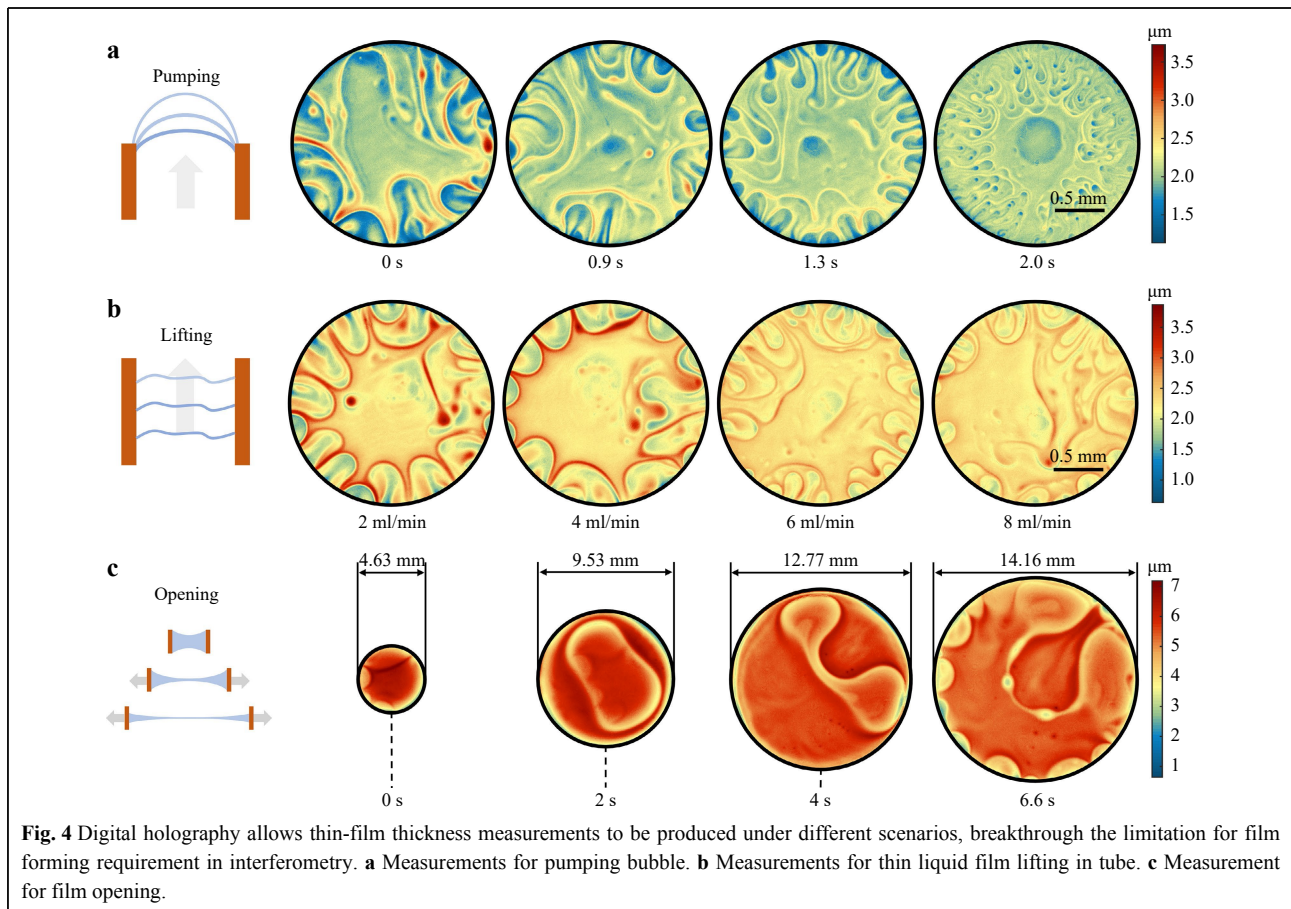 a
Pumping
0 s
0.9 s
1.3 s
2.0 s
0.5 mm
μm
3.5
3.0
2.5
2.0
1.5
b
Lifting
2 ml/min
4 ml/min
6 ml/min
8 ml/min
0.5 mm
μm
3.5
3.0
2.5
2.0
1.5
1.0
c
Opening
4.63 mm
9.53 mm
12.77 mm
14.16 mm
0 s
2 s
4 s
6.6 s
μm
7
6
5
4
3
2
1
Fig. 4 Digital holography allows thin-film thickness measurements to be produced under different scenarios, breakthrough the limitation for film
forming requirement in interferometry. a Measurements for pumping bubble. b Measurements for thin liquid film lifting in tube. c Measurement
for film opening.